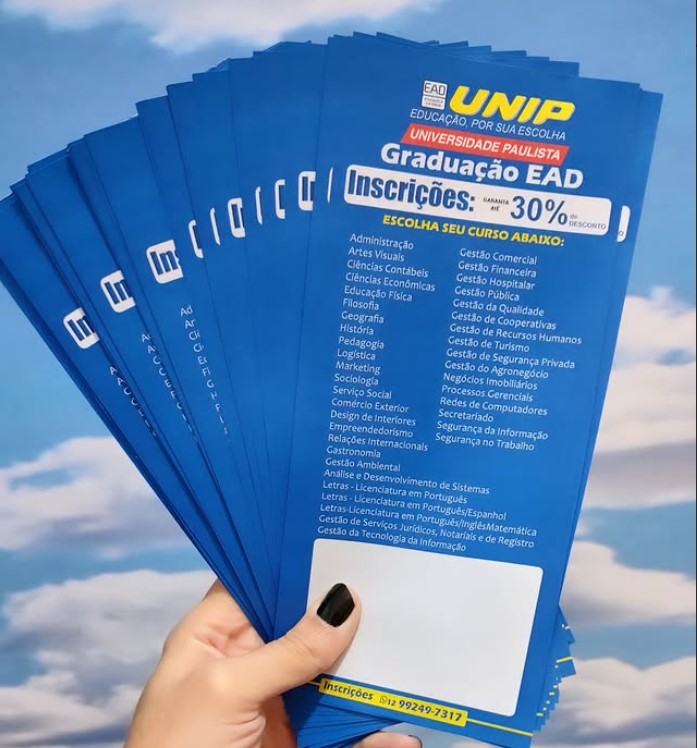 EAD
UNIP
EDUCAÇÃO, POR SUA ESCOLHA
UNIVERSIDADE PAULISTA
Graduação EAD
Inscrições: GARANTA ATÉ 30% de DESCONTO
ESCOLHA SEU CURSO ABAIXO:
Administração
Artes Visuais
Ciências Contábeis
Ciências Econômicas
Educação Física
Filosofia
Geografia
História
Pedagogia
Logística
Marketing
Sociologia
Serviço Social
Comércio Exterior
Design de Interiores
Empreendedorismo
Relações Internacionais
Gastronomia
Gestão Ambiental
Análise e Desenvolvimento de Sistemas
Letras - Licenciatura em Português
Letras - Licenciatura em Português/Espanhol
Letras-Licenciatura em Português/InglêsMatemática
Gestão de Serviços Jurídicos, Notariais e de Registro
Gestão da Tecnologia da Informação
Gestão Comercial
Gestão Financeira
Gestão Hospitalar
Gestão Pública
Gestão da Qualidade
Gestão de Cooperativas
Gestão de Recursos Humanos
Gestão de Turismo
Gestão de Segurança Privada
Gestão do Agronegócio
Negócios Imobiliários
Processos Gerenciais
Redes de Computadores
Secretariado
Segurança da Informação
Segurança no Trabalho
Inscrições 12 99249-7317